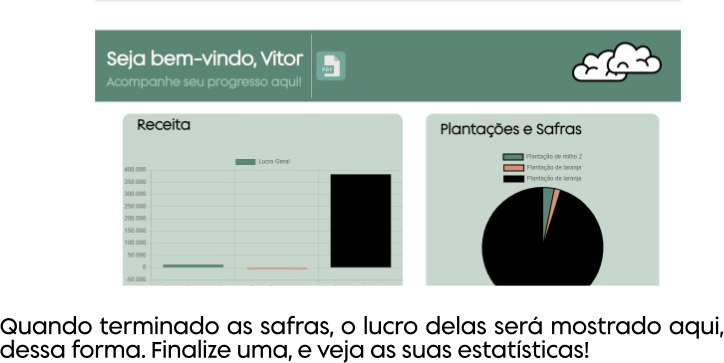 Seja bem-vindo, Vitor
PDF
Acompanhe seu progresso aqui!
Receita
Lucro Geral
400.000
350.000
300.000
250.000
200.000
150.000
100.000
50.000
0
-50.000
Plantações e Safras
Plantação de milho 2
Plantação de laranja
Plantação de laranja
Quando terminado as safras, o lucro delas será mostrado aqui,
dessa forma. Finalize uma, e veja as suas estatísticas!